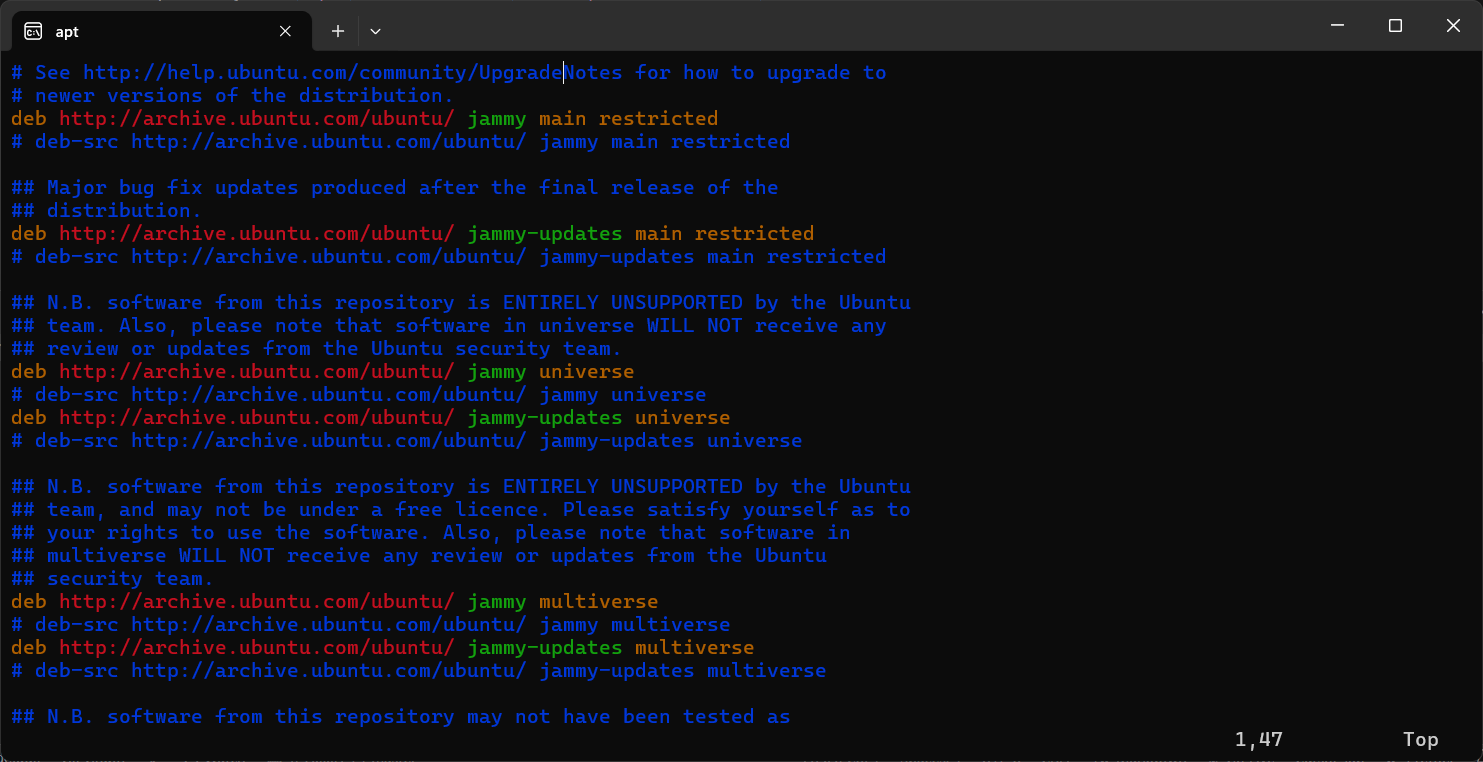 apt
# See http://help.ubuntu.com/community/UpgradeNotes for how to upgrade to
# newer versions of the distribution.
deb http://archive.ubuntu.com/ubuntu/ jammy main restricted
# deb-src http://archive.ubuntu.com/ubuntu/ jammy main restricted
## Major bug fix updates produced after the final release of the
## distribution.
deb http://archive.ubuntu.com/ubuntu/ jammy-updates main restricted
# deb-src http://archive.ubuntu.com/ubuntu/ jammy-updates main restricted
## N.B. software from this repository is ENTIRELY UNSUPPORTED by the Ubuntu
## team. Also, please note that software in universe WILL NOT receive any
## review or updates from the Ubuntu security team.
deb http://archive.ubuntu.com/ubuntu/ jammy universe
# deb-src http://archive.ubuntu.com/ubuntu/ jammy universe
deb http://archive.ubuntu.com/ubuntu/ jammy-updates universe
# deb-src http://archive.ubuntu.com/ubuntu/ jammy-updates universe
## N.B. software from this repository is ENTIRELY UNSUPPORTED by the Ubuntu
## team, and may not be under a free licence. Please satisfy yourself as to
## your rights to use the software. Also, please note that software in
## multiverse WILL NOT receive any review or updates from the Ubuntu
## security team.
deb http://archive.ubuntu.com/ubuntu/ jammy multiverse
# deb-src http://archive.ubuntu.com/ubuntu/ jammy multiverse
deb http://archive.ubuntu.com/ubuntu/ jammy-updates multiverse
# deb-src http://archive.ubuntu.com/ubuntu/ jammy-updates multiverse
## N.B. software from this repository may not have been tested as
1,47 Top